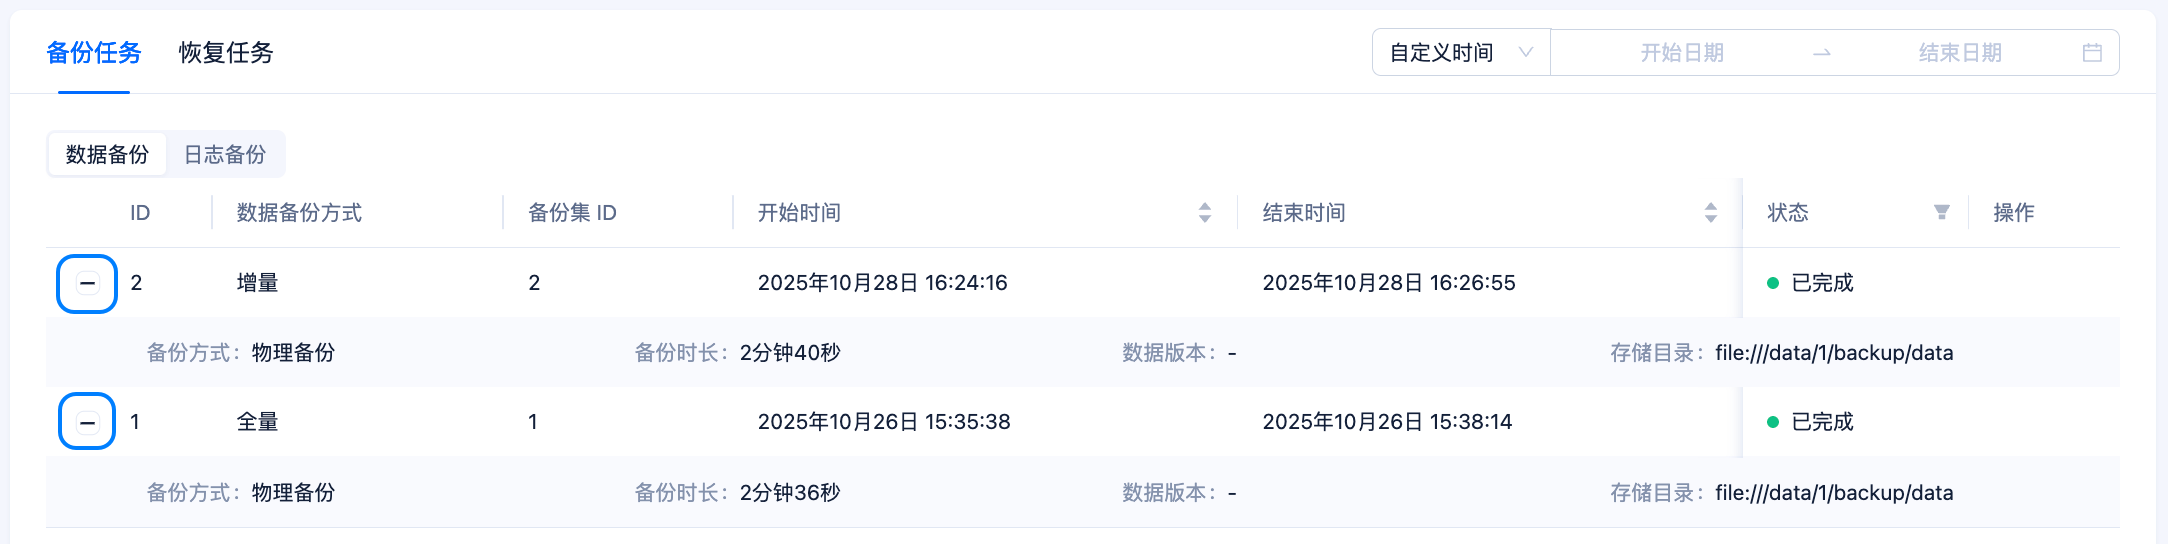 备份任务 恢复任务 自定义时间 开始日期 → 结束日期
数据备份 日志备份
ID 数据备份方式 备份集 ID 开始时间 结束时间 状态 操作
2 增量 2 2025年10月28日 16:24:16 2025年10月28日 16:26:55 已完成
备份方式： 物理备份 备份时长： 2分钟40秒 数据版本： - 存储目录： file:///data/1/backup/data
1 全量 1 2025年10月26日 15:35:38 2025年10月26日 15:38:14 已完成
备份方式： 物理备份 备份时长： 2分钟36秒 数据版本： - 存储目录： file:///data/1/backup/data